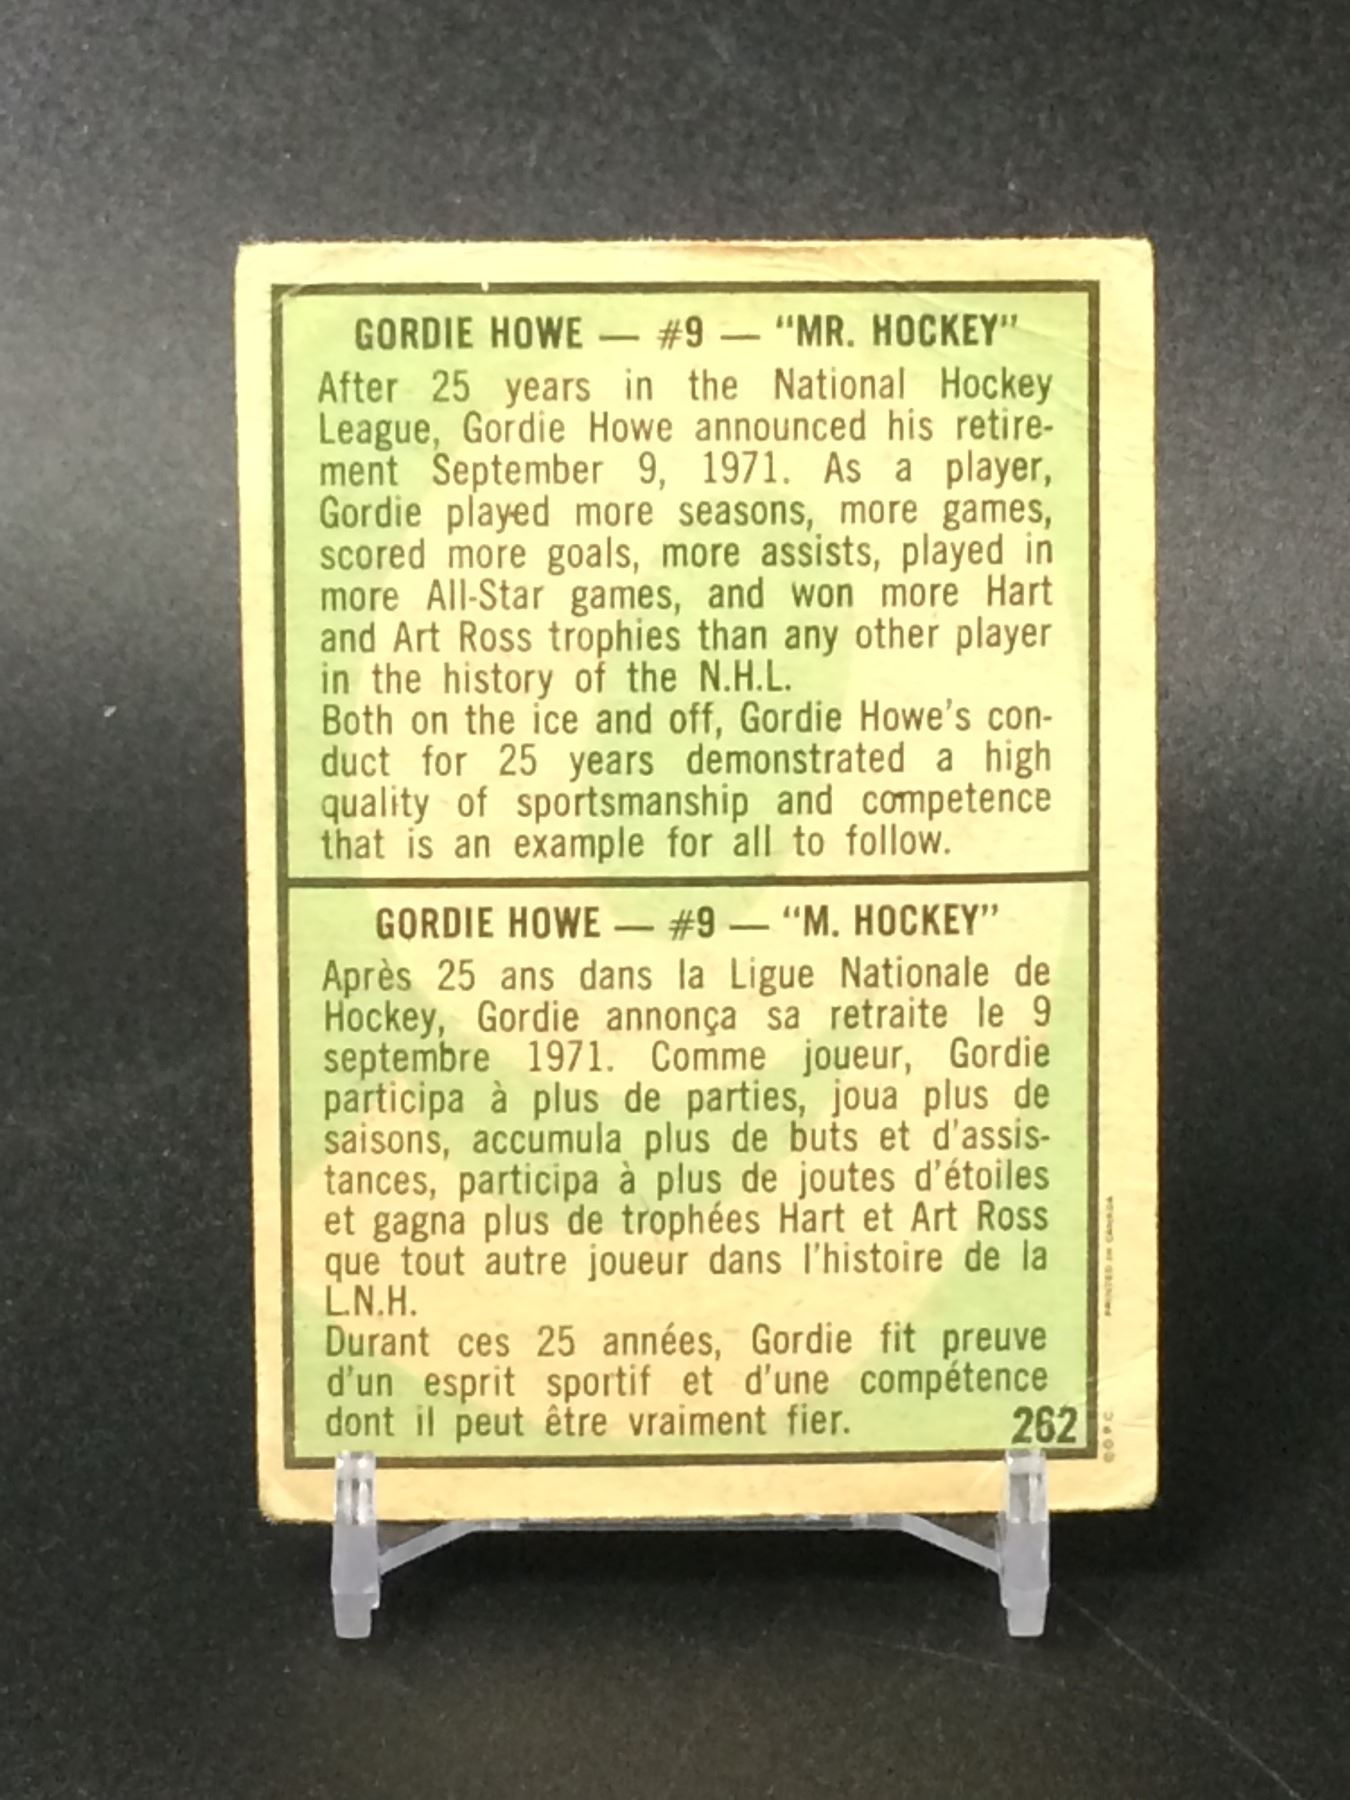 GORDIE HOWE — #9 — "MR. HOCKEY"
After 25 years in the National Hockey
League, Gordie Howe announced his retire-
ment September 9, 1971. As a player,
Gordie played more seasons, more games,
scored more goals, more assists, played in
more All-Star games, and won more Hart
and Art Ross trophies than any other player
in the history of the N.H.L.
Both on the ice and off, Gordie Howe's con-
duct for 25 years demonstrated a high
quality of sportsmanship and competence
that is an example for all to follow.
GORDIE HOWE — #9 — "M. HOCKEY"
Après 25 ans dans la Ligue Nationale de
Hockey, Gordie annonça sa retraite le 9
septembre 1971. Comme joueur, Gordie
participa à plus de parties, joua plus de
saisons, accumula plus de buts et d'assis-
tances, participa à plus de joutes d'étoiles
et gagna plus de trophées Hart et Art Ross
que tout autre joueur dans l'histoire de la
L.N.H.
Durant ces 25 années, Gordie fit preuve
d'un esprit sportif et d'une compétence
dont il peut être vraiment fier.
262
© O.P.C.
PRINTED IN CANADA